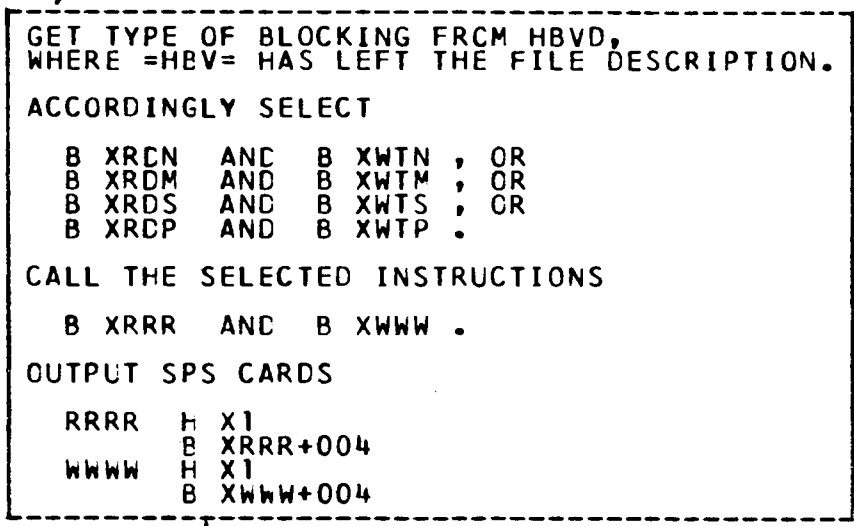 GET TYPE OF BLOCKING FRCM HBVD,
WHERE =HBV= HAS LEFT THE FILE DESCRIPTION.
ACCORDINGLY SELECT
B XRCN AND B XWTN , OR
B XRDM AND B XWTM , OR
B XRDS AND B XWTS , OR
B XRCP AND B XWTP .
CALL THE SELECTED INSTRUCTIONS
B XRRR AND B XWWW .
OUTPUT SPS CARDS
RRRR H X1
B XRRR+004
WWWW H X1
B XWWW+004